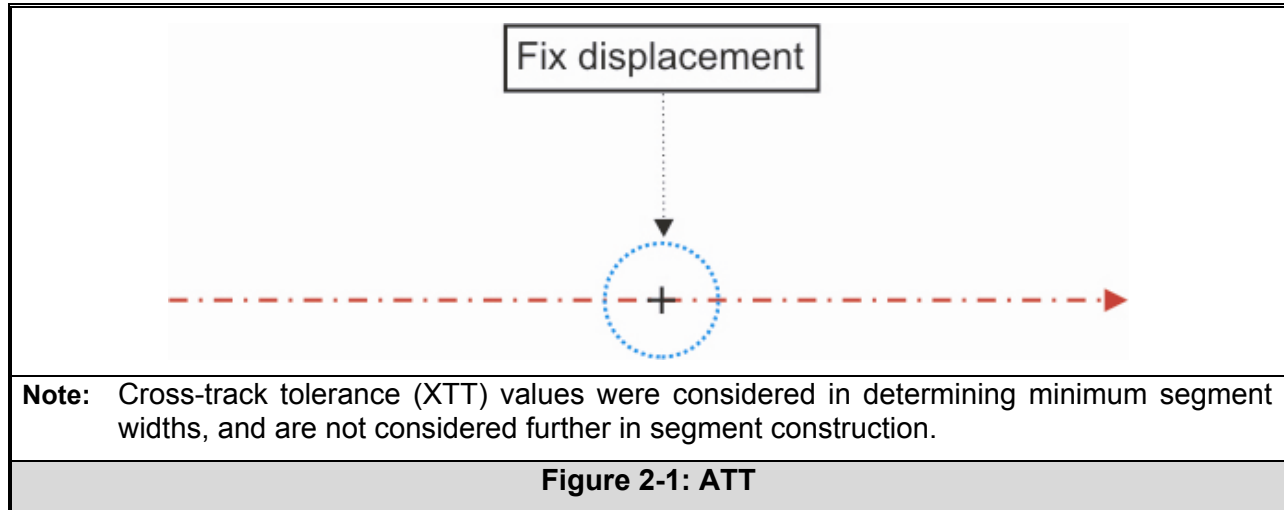 Fix displacement
Note: Cross-track tolerance (XTT) values were considered in determining minimum segment
widths, and are not considered further in segment construction.
Figure 2-1: ATT